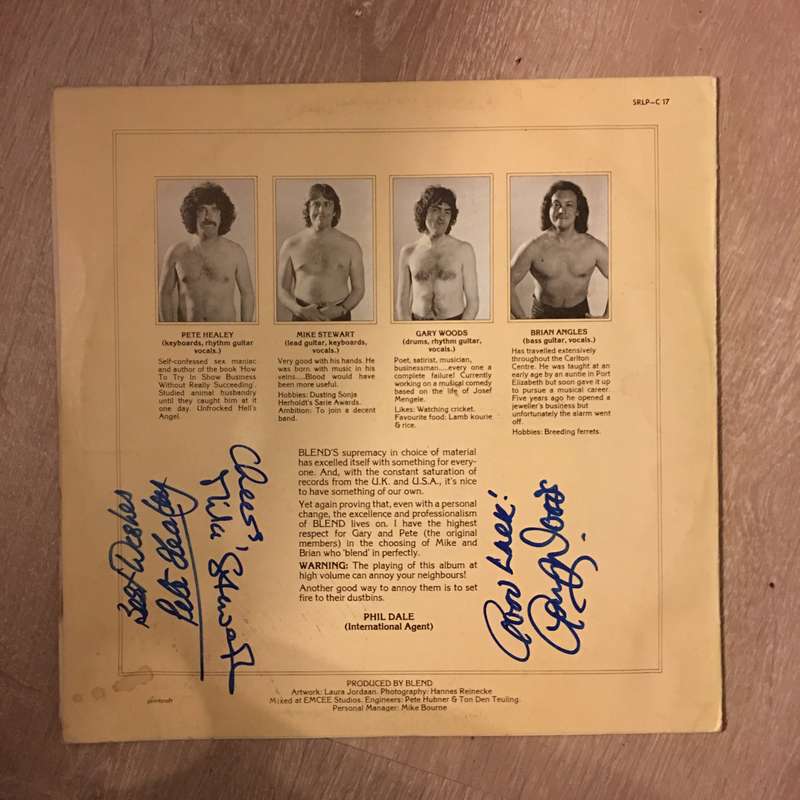 SRLP-C 17
PETE HEALEY
(keyboards, rhythm guitar
vocals.)
Self-confessed sex maniac
and author of the book 'How
To Try In Show Business
Without Really Succeeding'.
Studied animal husbandry
until they caught him at it
one day. Unfrocked Hell's
Angel.
MIKE STEWART
(lead guitar, keyboards,
vocals.)
Very good with his hands. He
was born with music in his
veins.....Blood would have
been more useful.
Hobbies: Dusting Sonja
Herholdt's Sarie Awards.
Ambition: To join a decent
band.
GARY WOODS
(drums, rhythm guitar,
vocals.)
Poet, satirist, musician,
businessman....every one a
complete failure! Currently
working on a musical comedy
based on the life of Josef
Mengele.
Likes: Watching cricket.
Favourite food: Lamb kourie
& rice.
BRIAN ANGLES
(bass guitar, vocals.)
Has travelled extensively
throughout the Carlton
Centre. He was taught at an
early age by an auntie in Port
Elizabeth but soon gave it up
to pursue a musical career.
Five years ago he opened a
jeweller's business but
unfortunately the alarm went
off.
Hobbies: Breeding ferrets.
BLEND'S supremacy in choice of material
has excelled itself with something for every-
one. And, with the constant saturation of
records from the U.K. and U.S.A., it's nice
to have something of our own.
Yet again proving that, even with a personal
change, the excellence and professionalism
of BLEND lives on. I have the highest
respect for Gary and Pete (the original
members) in the choosing of Mike and
Brian who 'blend' in perfectly.
WARNING: The playing of this album at
high volume can annoy your neighbours!
Another good way to annoy them is to set
fire to their dustbins.
PHIL DALE
(International Agent)
Best Wishes
Pete Healey
Cheers,
Mike Stewart
Good Luck!
Gary Woods.
PRODUCED BY BLEND
Artwork: Laura Jordaan. Photography: Hannes Reinecke
Mixed at EMCEE Studios. Engineers: Pete Hubner & Ton Den Teuling.
Personal Manager: Mike Bourne